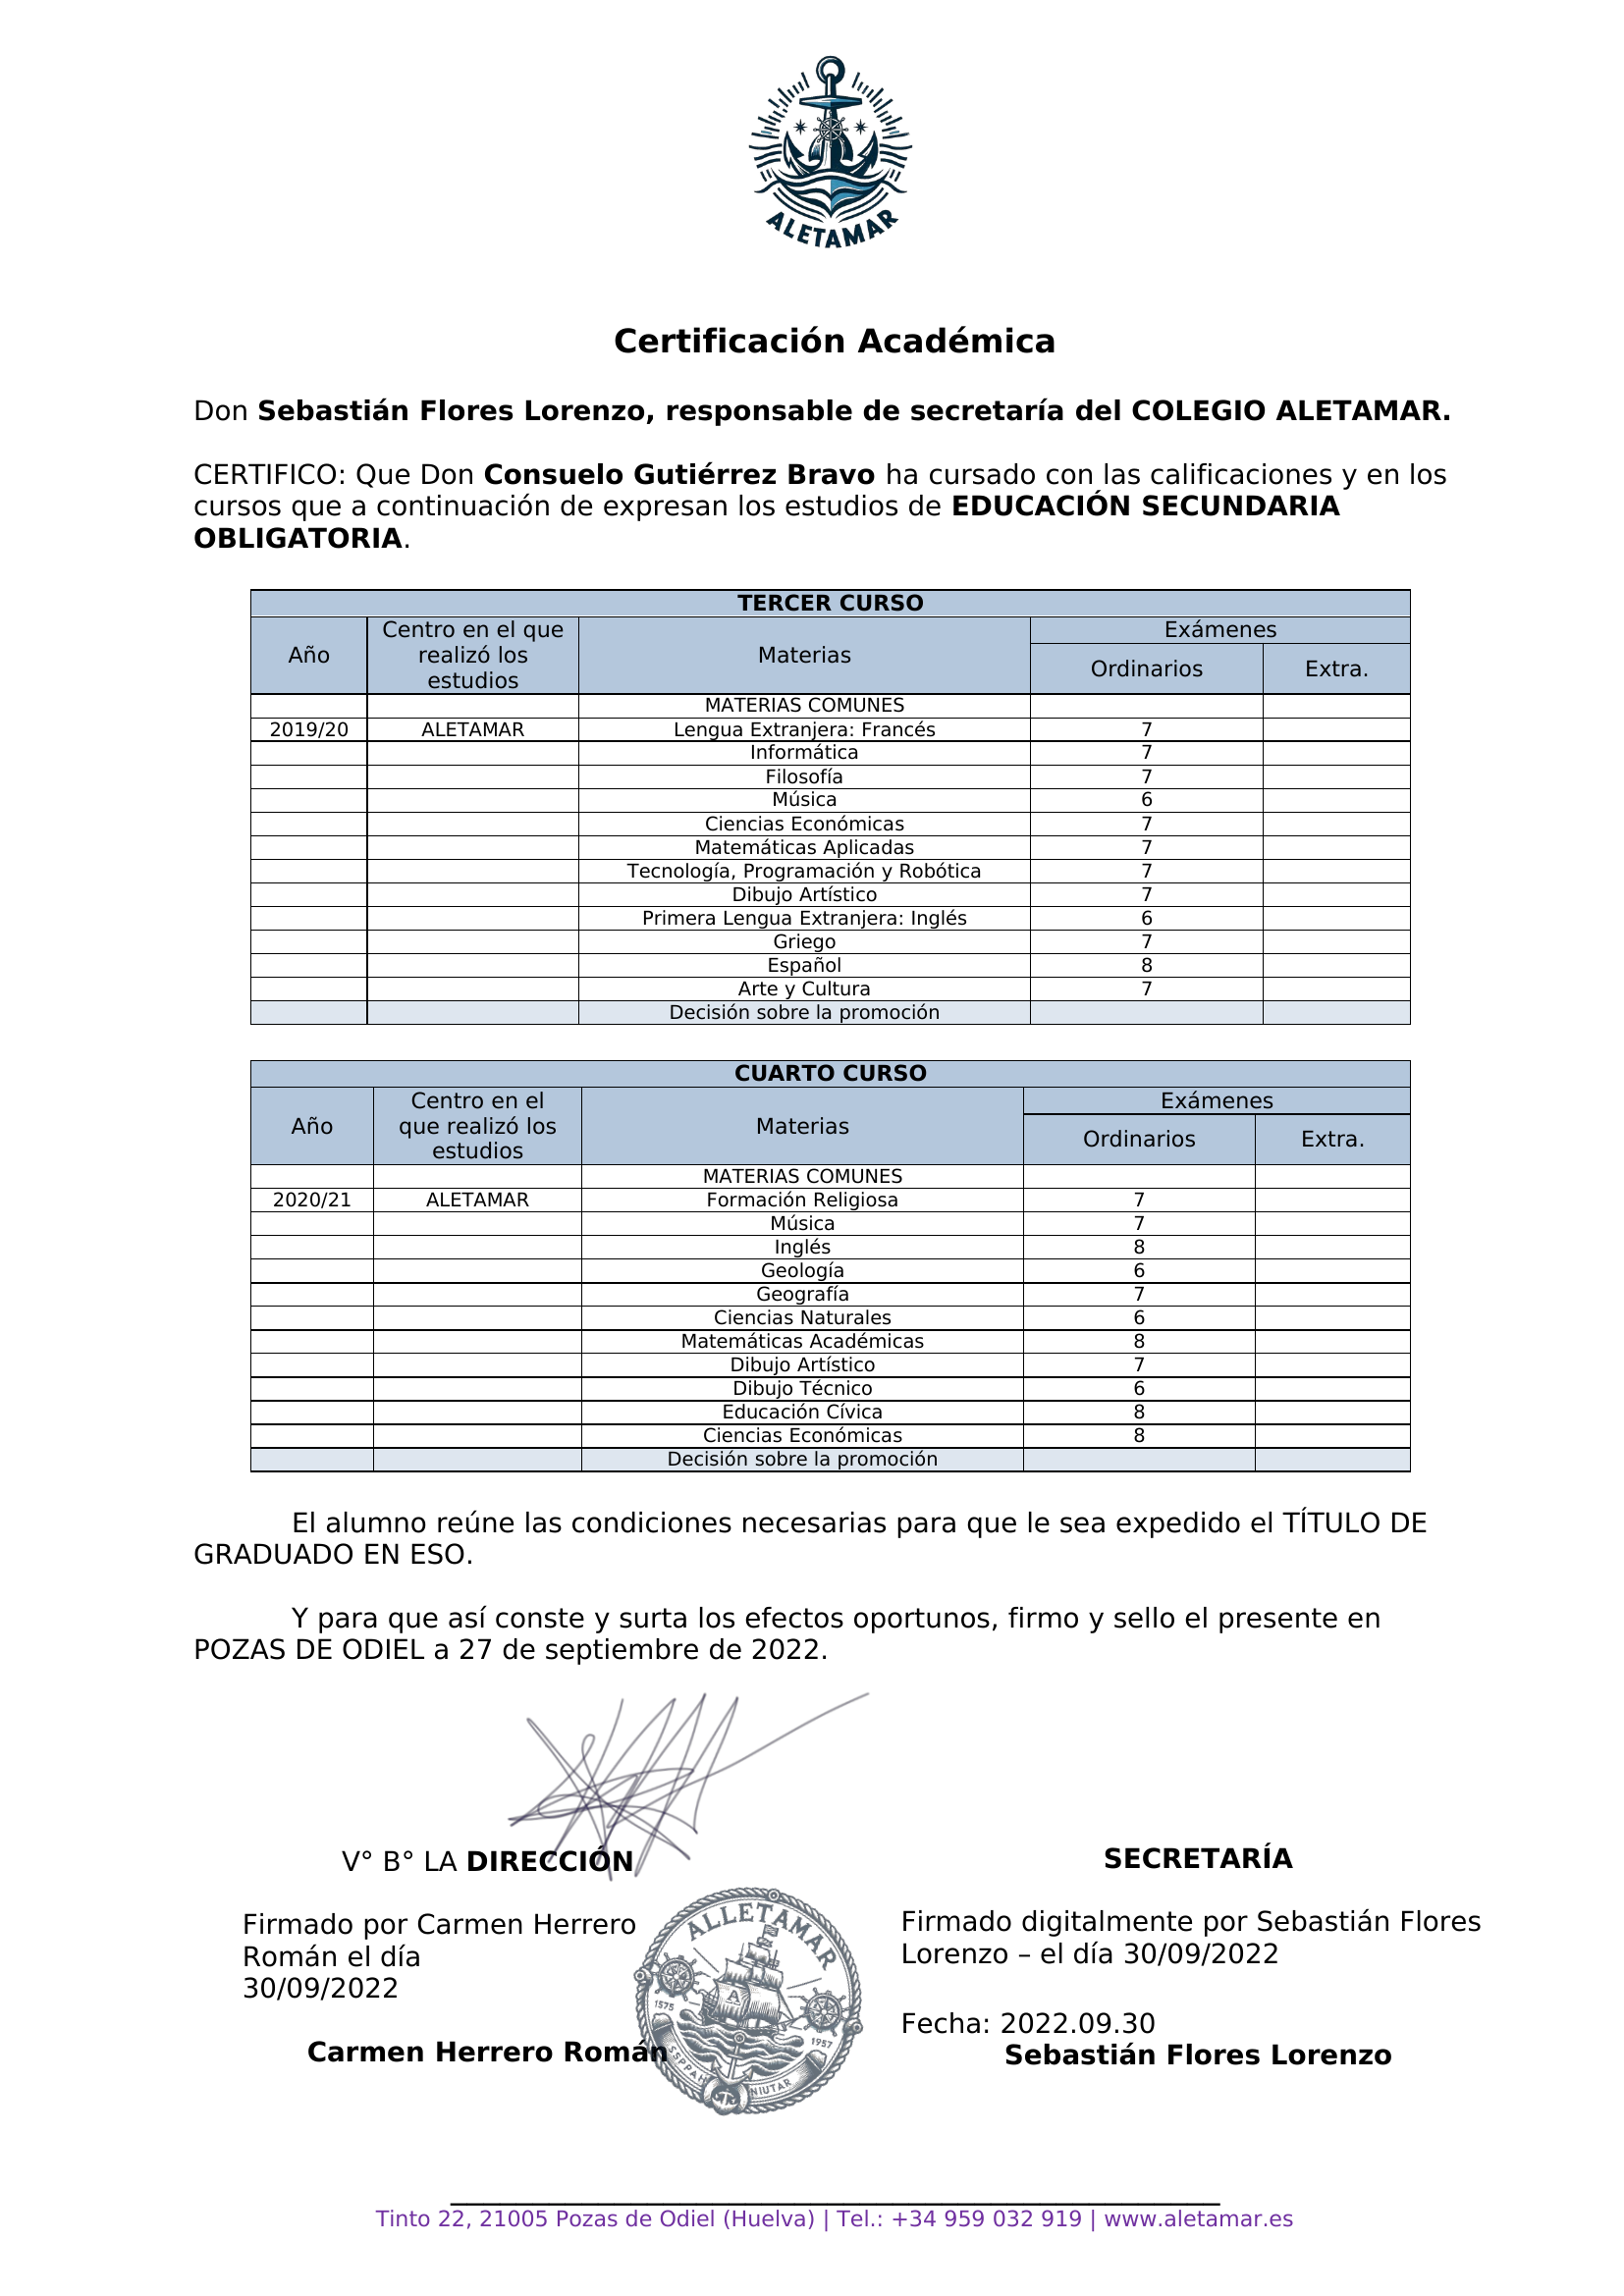 ALETAMAR
Certificación Académica
Don Sebastián Flores Lorenzo, responsable de secretaría del COLEGIO ALETAMAR.
CERTIFICO: Que Don Consuelo Gutiérrez Bravo ha cursado con las calificaciones y en los
cursos que a continuación de expresan los estudios de EDUCACIÓN SECUNDARIA
OBLIGATORIA.
TERCER CURSO
Año Centro en el que realizó los estudios Materias Exámenes
Ordinarios Extra.
MATERIAS COMUNES
2019/20 ALETAMAR Lengua Extranjera: Francés 7
Informática 7
Filosofía 7
Música 6
Ciencias Económicas 7
Matemáticas Aplicadas 7
Tecnología, Programación y Robótica 7
Dibujo Artístico 7
Primera Lengua Extranjera: Inglés 6
Griego 7
Español 8
Arte y Cultura 7
Decisión sobre la promoción
CUARTO CURSO
Año Centro en el que realizó los estudios Materias Exámenes
Ordinarios Extra.
MATERIAS COMUNES
2020/21 ALETAMAR Formación Religiosa 7
Música 7
Inglés 8
Geología 6
Geografía 7
Ciencias Naturales 6
Matemáticas Académicas 8
Dibujo Artístico 7
Dibujo Técnico 6
Educación Cívica 8
Ciencias Económicas 8
Decisión sobre la promoción
El alumno reúne las condiciones necesarias para que le sea expedido el TÍTULO DE
GRADUADO EN ESO.
Y para que así conste y surta los efectos oportunos, firmo y sello el presente en
POZAS DE ODIEL a 27 de septiembre de 2022.
V° B° LA DIRECCIÓN
Firmado por Carmen Herrero
Román el día
30/09/2022
Carmen Herrero Román
ALLETAMAR
A
1575
1957
NIUTAR
SECRETARÍA
Firmado digitalmente por Sebastián Flores
Lorenzo – el día 30/09/2022
Fecha: 2022.09.30
Sebastián Flores Lorenzo
Tinto 22, 21005 Pozas de Odiel (Huelva) | Tel.: +34 959 032 919 | www.aletamar.es